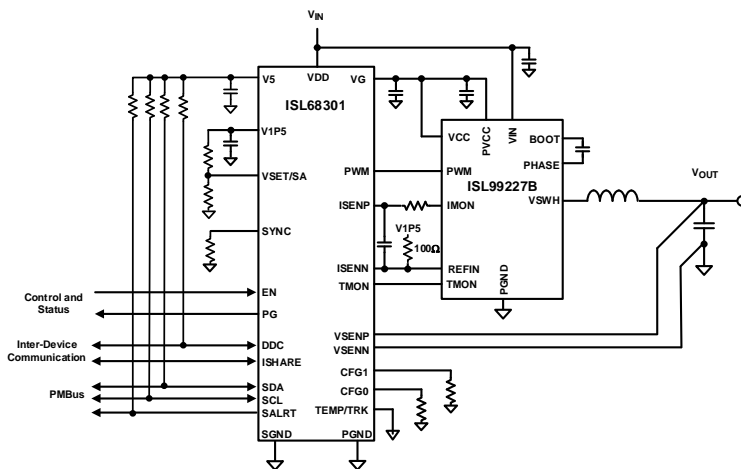 VIN
V5
VDD
VG
ISL68301
V1P5
VSET/SA
SYNC
EN
PG
DDC
ISHARE
SDA
SCL
SALRT
SGND
PGND
PWM
ISENP
ISENN
TMON
VSENP
VSENN
CFG1
CFG0
TEMP/TRK
V1P5
100Ω
VCC
PVCC
VIN
BOOT
PHASE
PWM
ISL99227B
IMON
VSWH
REFIN
TMON
PGND
VOUT
Control and
Status
Inter-Device
Communication
PMBus